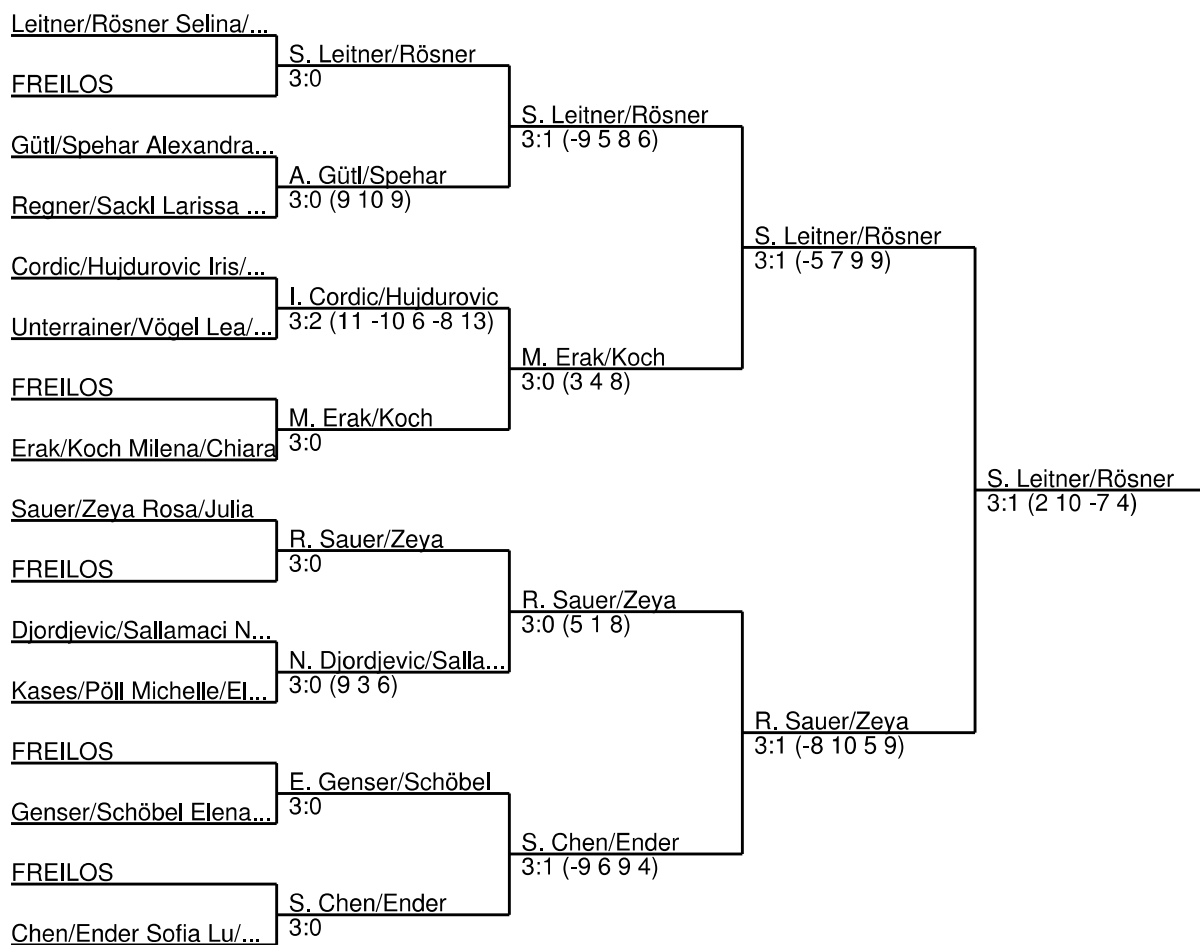 Leitner/Rösner Selina/...
FREILOS
Gütl/Spehar Alexandra...
Regner/Sackl Larissa ...
Cordic/Hujdurovic Iris/...
Unterrainer/Vögel Lea/...
FREILOS
Erak/Koch Milena/Chiara
Sauer/Zeya Rosa/Julia
FREILOS
Djordjevic/Sallamaci N...
Kases/Pöll Michelle/El...
FREILOS
Genser/Schöbel Elena...
FREILOS
Chen/Ender Sofia Lu/...
S. Leitner/Rösner
3:0
A. Gütl/Spehar
3:0 (9 10 9)
I. Cordic/Hujdurovic
3:2 (11 -10 6 -8 13)
M. Erak/Koch
3:0
R. Sauer/Zeya
3:0
N. Djordjevic/Salla...
3:0 (9 3 6)
E. Genser/Schöbel
3:0
S. Chen/Ender
3:0
S. Leitner/Rösner
3:1 (-9 5 8 6)
M. Erak/Koch
3:0 (3 4 8)
R. Sauer/Zeya
3:0 (5 1 8)
S. Chen/Ender
3:1 (-9 6 9 4)
S. Leitner/Rösner
3:1 (-5 7 9 9)
R. Sauer/Zeya
3:1 (-8 10 5 9)
S. Leitner/Rösner
3:1 (2 10 -7 4)